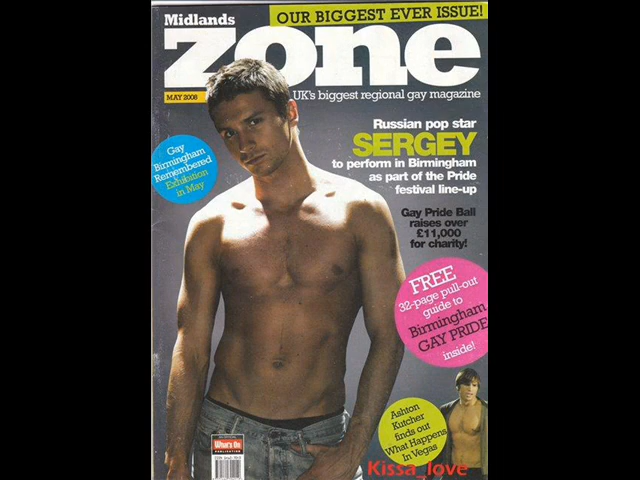 OUR BIGGEST EVER ISSUE!
Midlands
zone
MAY 2008
UK's biggest regional gay magazine
Russian pop star
SERGEY
to perform in Birmingham
as part of the Pride
festival line-up
Gay
Birmingham
Remembered
Exhibition
in May
Gay Pride Ball
raises over
£11,000
for charity!
FREE
32-page pull-out
guide to
Birmingham
GAY PRIDE
inside!
Ashton
Kutcher
finds out
What Happens
In Vegas
What's On
PUBLICATION
Kissa_love